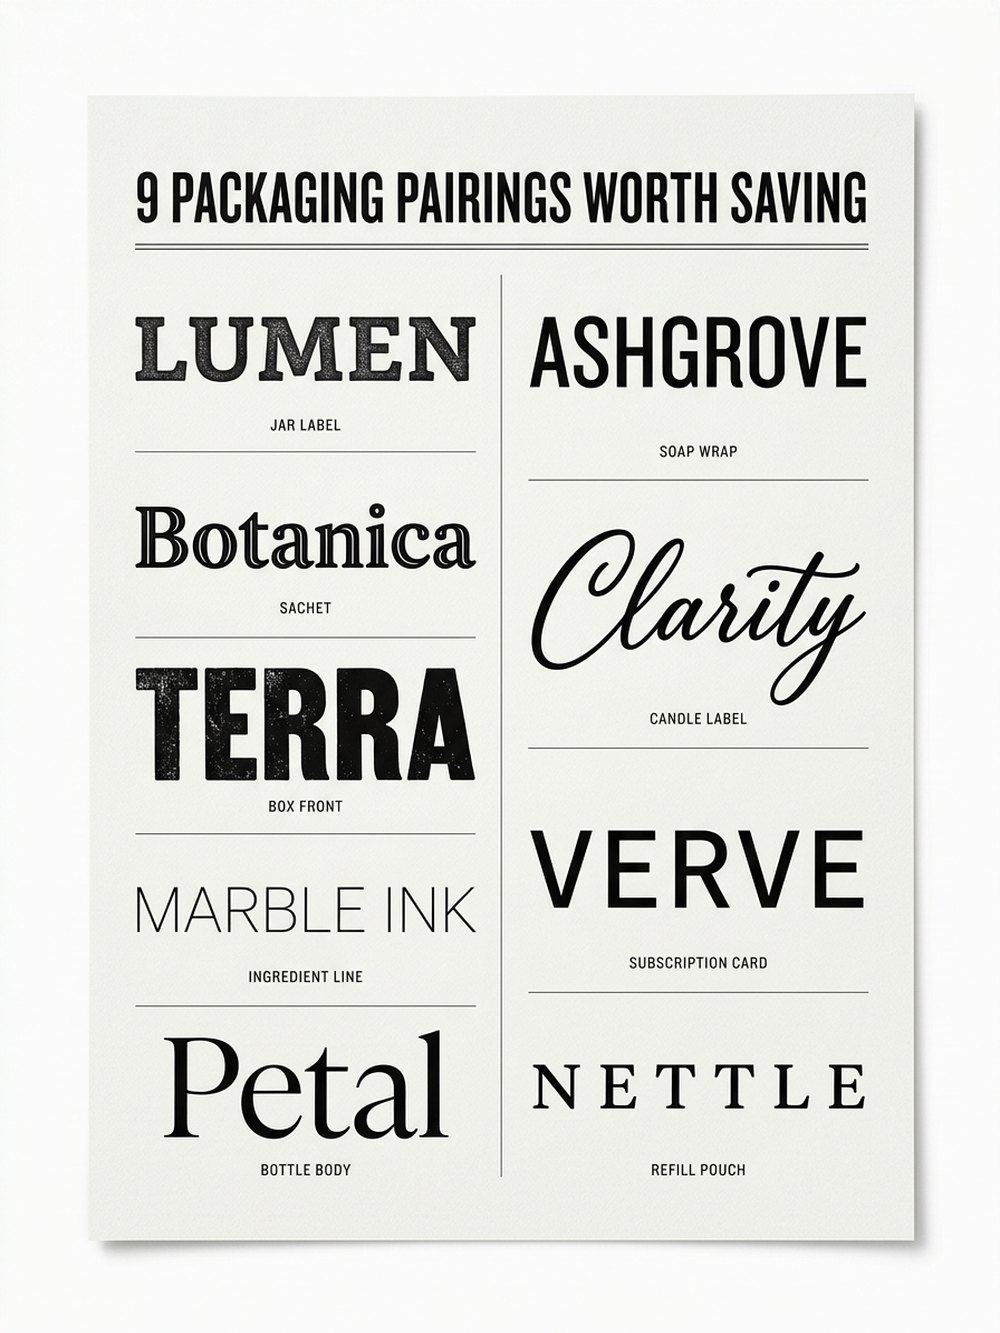 9 PACKAGING PAIRINGS WORTH SAVING
LUMEN
JAR LABEL
Botanica
SACHET
TERRA
BOX FRONT
MARBLE INK
INGREDIENT LINE
Petal
BOTTLE BODY
ASHGROVE
SOAP WRAP
Clarity
CANDLE LABEL
VERVE
SUBSCRIPTION CARD
NETTLE
REFILL POUCH